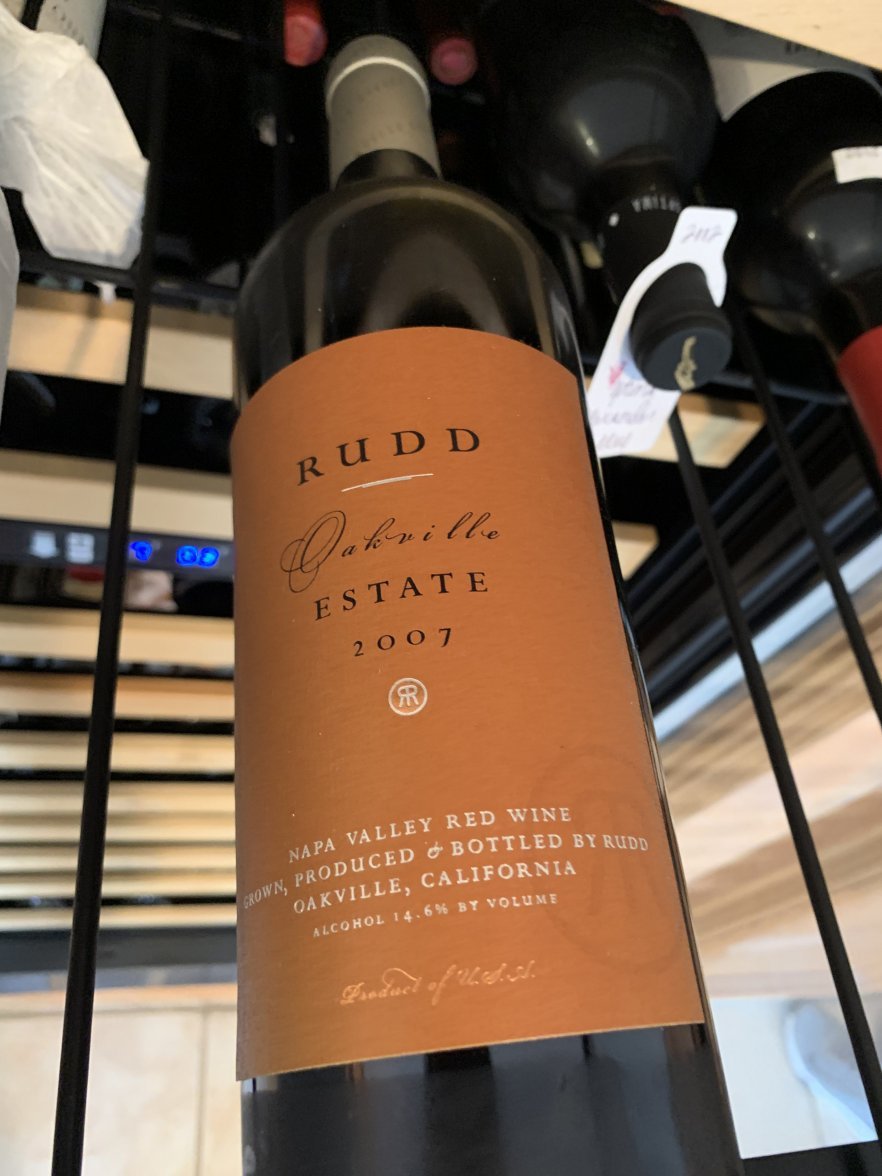 RUDD
Oakville
ESTATE
2007
RR
NAPA VALLEY RED WINE
GROWN, PRODUCED & BOTTLED BY RUDD
OAKVILLE, CALIFORNIA
ALCOHOL 14.6% BY VOLUME
Product of U.S.A.